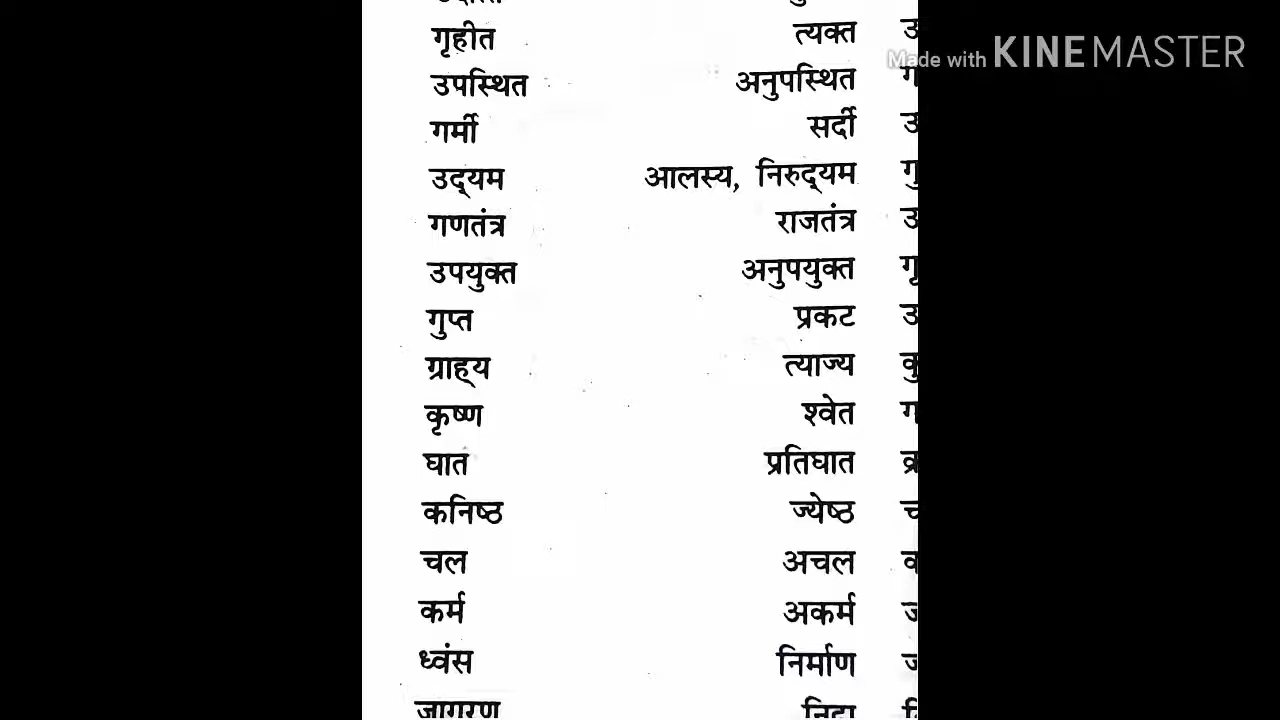 Made with KINEMASTER
गृहीत त्यक्त
उपस्थित अनुपस्थित
गर्मी सर्दी
उद्‌यम आलस्य, निरुद्‌यम
गणतंत्र राजतंत्र
उपयुक्त अनुपयुक्त
गुप्त प्रकट
ग्राह्‌य त्याज्य
कृष्ण श्वेत
घात प्रतिघात
कनिष्ठ ज्येष्ठ
चल अचल
कर्म अकर्म
ध्वंस निर्माण
जागरण निद्रा